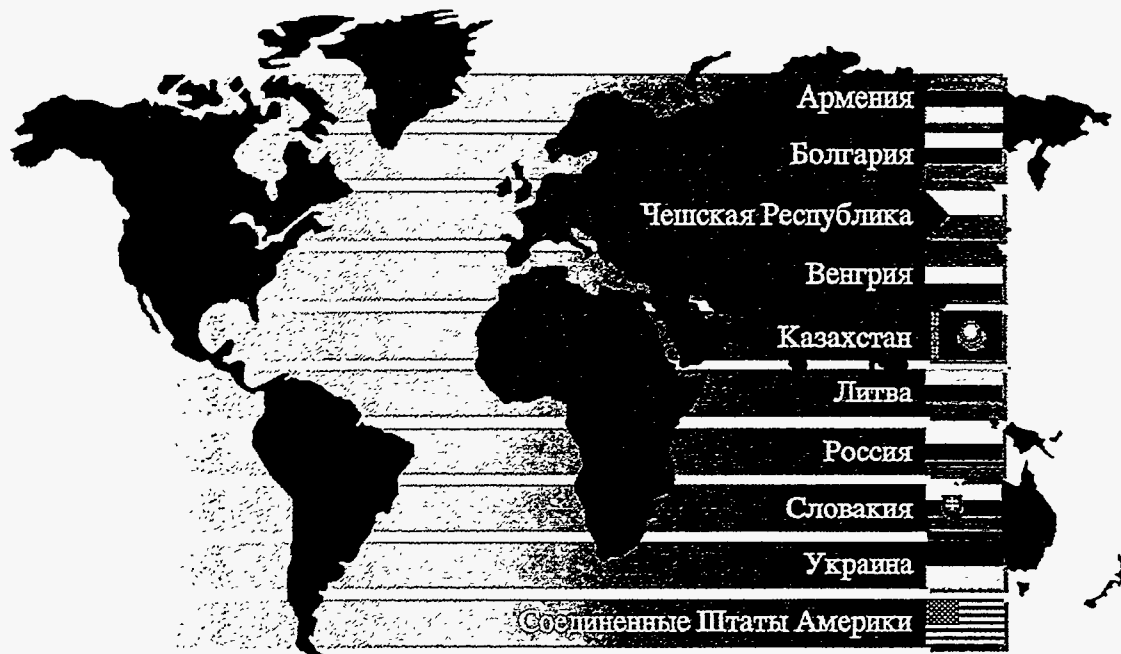 Армения
Болгария
Чешская Республика
Венгрия
Казахстан
Литва
Россия
Словакия
Украина
Соединенные Штаты Америки